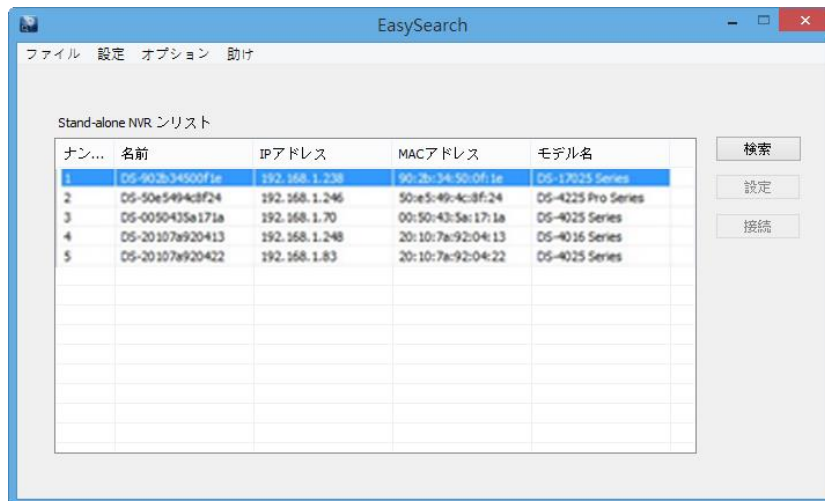 EasySearch
ファイル 設定 オプション 助け
Stand-alone NVR ンリスト
ナン... 名前 IPアドレス MACアドレス モデル名
1 DS-902b34500f1e 192.168.1.238 90:2b:34:50:0f:1e DS-17025 Series
2 DS-50e5494c8f24 192.168.1.246 50:e5:49:4c:8f:24 DS-4225 Pro Series
3 DS-0050435a171a 192.168.1.70 00:50:43:5a:17:1a DS-4025 Series
4 DS-20107a920413 192.168.1.248 20:10:7a:92:04:13 DS-4016 Series
5 DS-20107a920422 192.168.1.83 20:10:7a:92:04:22 DS-4025 Series
検索
設定
接続